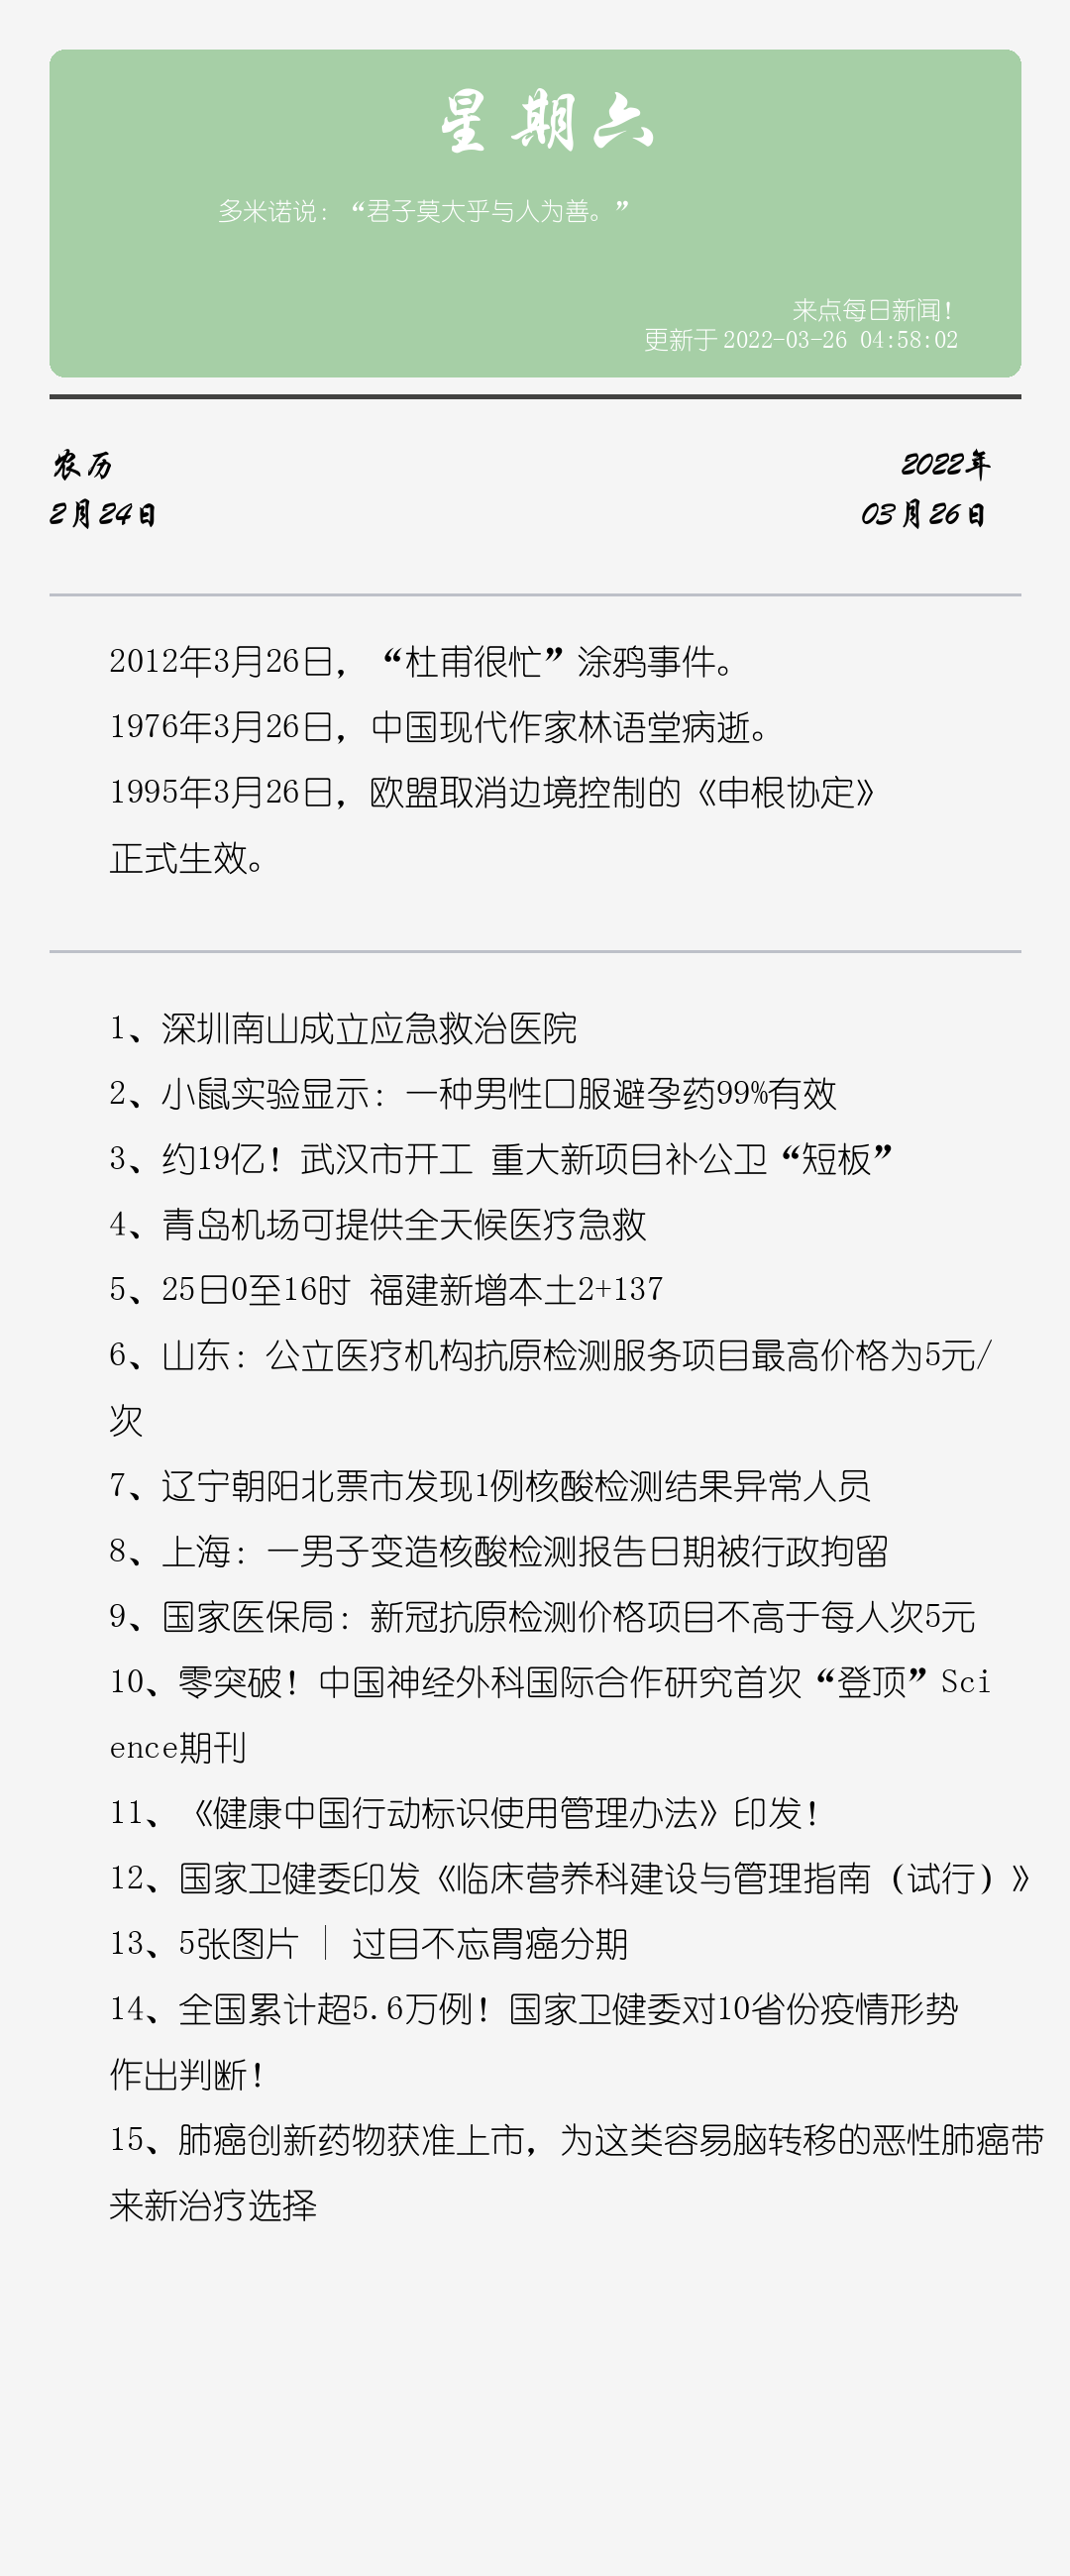 星期六
多米诺说：“君子莫大乎与人为善。”
来点每日新闻！
更新于 2022-03-26 04:58:02
农历
2022年
2月24日
03月26日
2012年3月26日，“杜甫很忙”涂鸦事件。
1976年3月26日，中国现代作家林语堂病逝。
1995年3月26日，欧盟取消边境控制的《申根协定》
正式生效。
1、深圳南山成立应急救治医院
2、小鼠实验显示：一种男性口服避孕药99%有效
3、约19亿！武汉市开工 重大新项目补公卫“短板”
4、青岛机场可提供全天候医疗急救
5、25日0至16时 福建新增本土2+137
6、山东：公立医疗机构抗原检测服务项目最高价格为5元/
次
7、辽宁朝阳北票市发现1例核酸检测结果异常人员
8、上海：一男子变造核酸检测报告日期被行政拘留
9、国家医保局：新冠抗原检测价格项目不高于每人次5元
10、零突破！中国神经外科国际合作研究首次“登顶”Sci
ence期刊
11、《健康中国行动标识使用管理办法》印发！
12、国家卫健委印发《临床营养科建设与管理指南（试行）》
13、5张图片 | 过目不忘胃癌分期
14、全国累计超5.6万例！国家卫健委对10省份疫情形势
作出判断！
15、肺癌创新药物获准上市，为这类容易脑转移的恶性肺癌带
来新治疗选择